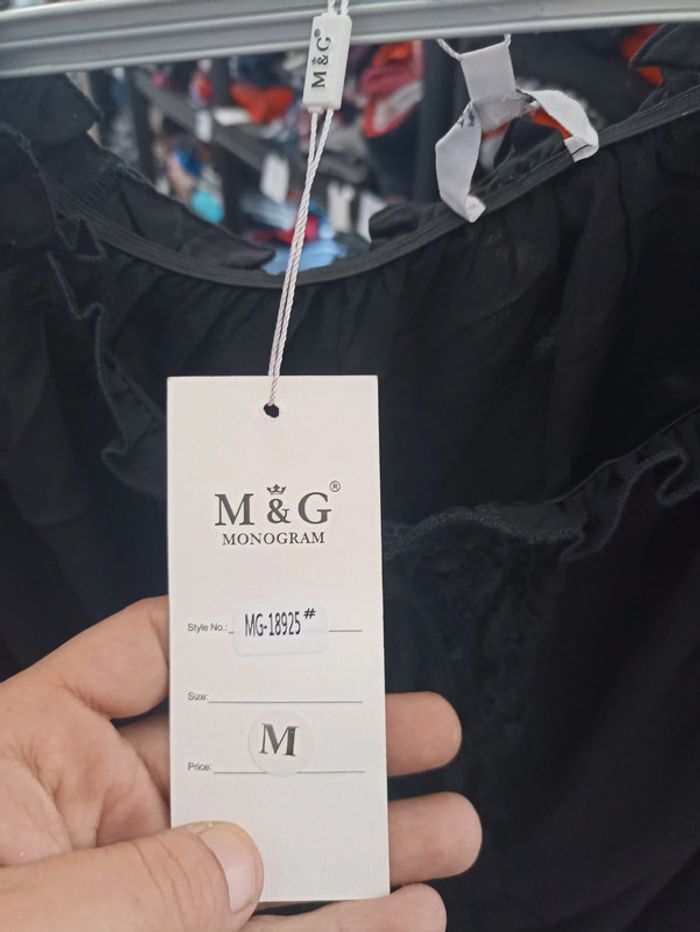 M&G®
M & G®
MONOGRAM
Style No.: MG-18925#
Size:
M
Price: